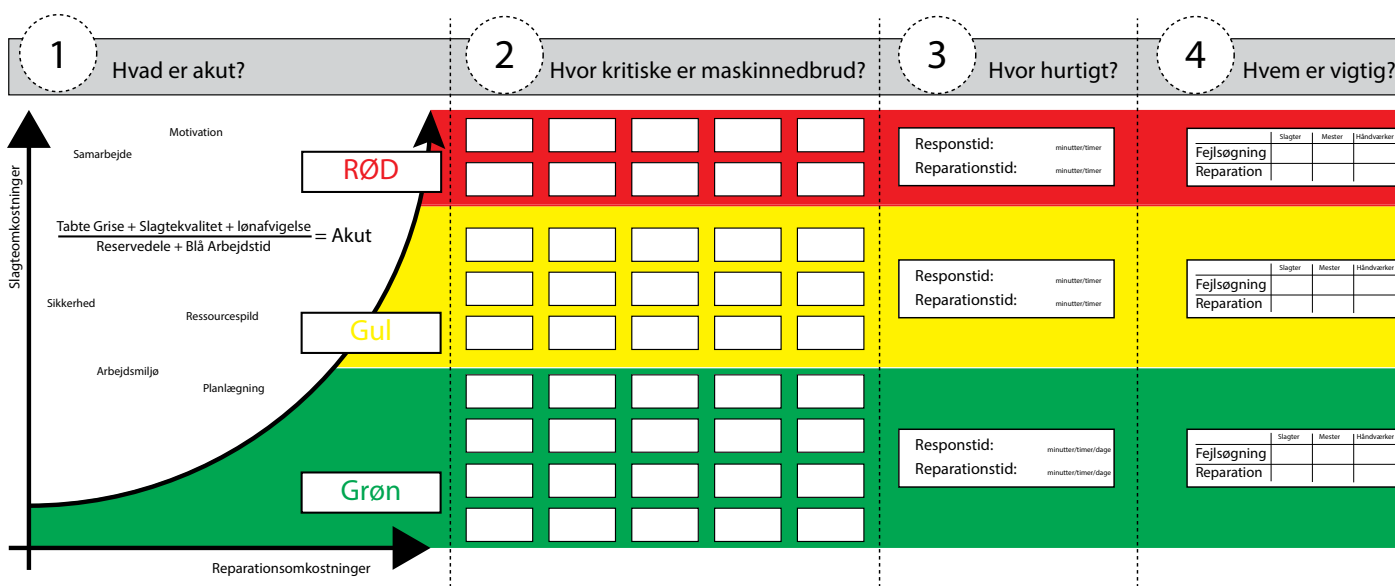 1
Hvad er akut?
2
Hvor kritiske er maskinnedbrud?
3
Hvor hurtigt?
4
Hvem er vigtig?
Slagteomkostninger
Motivation
Samarbejde
RØD
Tabte Grise + Slagtekvalitet + lønafvigelse
Reservedele + Blå Arbejdstid
= Akut
Sikkerhed
Ressourcespild
Gul
Arbejdsmiljø
Planlægning
Grøn
Reparationsomkostninger
Responstid: minutter/timer
Reparationstid: minutter/timer
Responstid: minutter/timer
Reparationstid: minutter/timer
Responstid: minutter/timer/dage
Reparationstid: minutter/timer/dage
Slagter Mester Håndværker
Fejlsøgning
Reparation
Slagter Mester Håndværker
Fejlsøgning
Reparation
Slagter Mester Håndværker
Fejlsøgning
Reparation